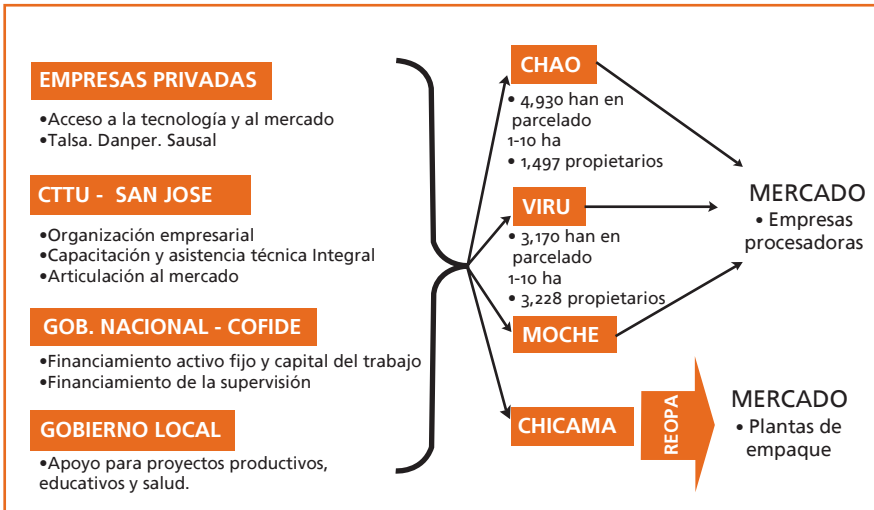 EMPRESAS PRIVADAS
•Acceso a la tecnología y al mercado
•Talsa. Danper. Sausal
CTTU - SAN JOSE
•Organización empresarial
•Capacitación y asistencia técnica Integral
•Articulación al mercado
GOB. NACIONAL - COFIDE
•Financiamiento activo fijo y capital del trabajo
•Financiamiento de la supervisión
GOBIERNO LOCAL
•Apoyo para proyectos productivos,
educativos y salud.
CHAO
• 4,930 han en
parcelado
1-10 ha
• 1,497 propietarios
VIRU
• 3,170 han en
parcelado
1-10 ha
• 3,228 propietarios
MOCHE
CHICAMA
REOPA
MERCADO
• Empresas
procesadoras
MERCADO
• Plantas de
empaque